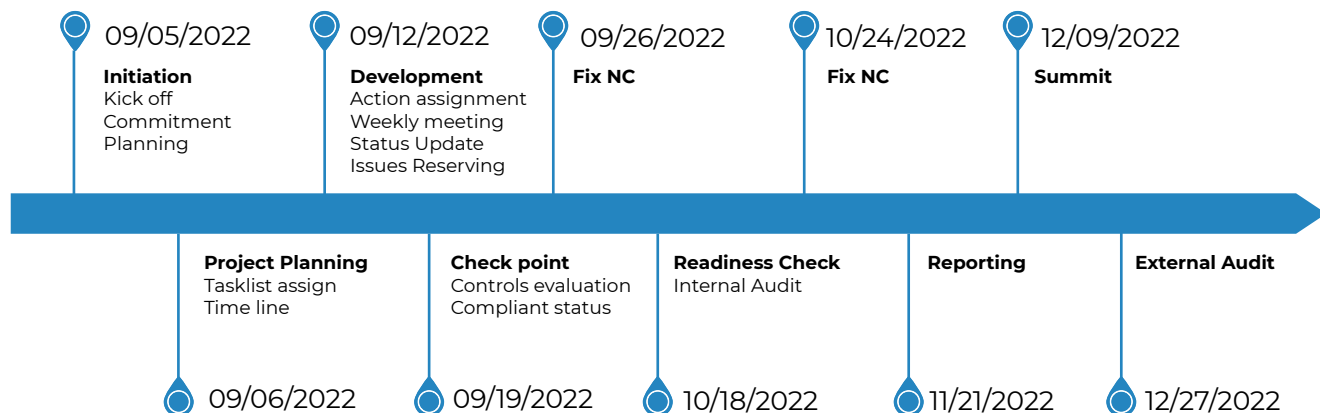 09/05/2022
Initiation
Kick off
Commitment
Planning
09/12/2022
Development
Action assignment
Weekly meeting
Status Update
Issues Reserving
09/26/2022
Fix NC
10/24/2022
Fix NC
12/09/2022
Summit
Project Planning
Tasklist assign
Time line
09/06/2022
Check point
Controls evaluation
Compliant status
09/19/2022
Readiness Check
Internal Audit
10/18/2022
Reporting
11/21/2022
External Audit
12/27/2022